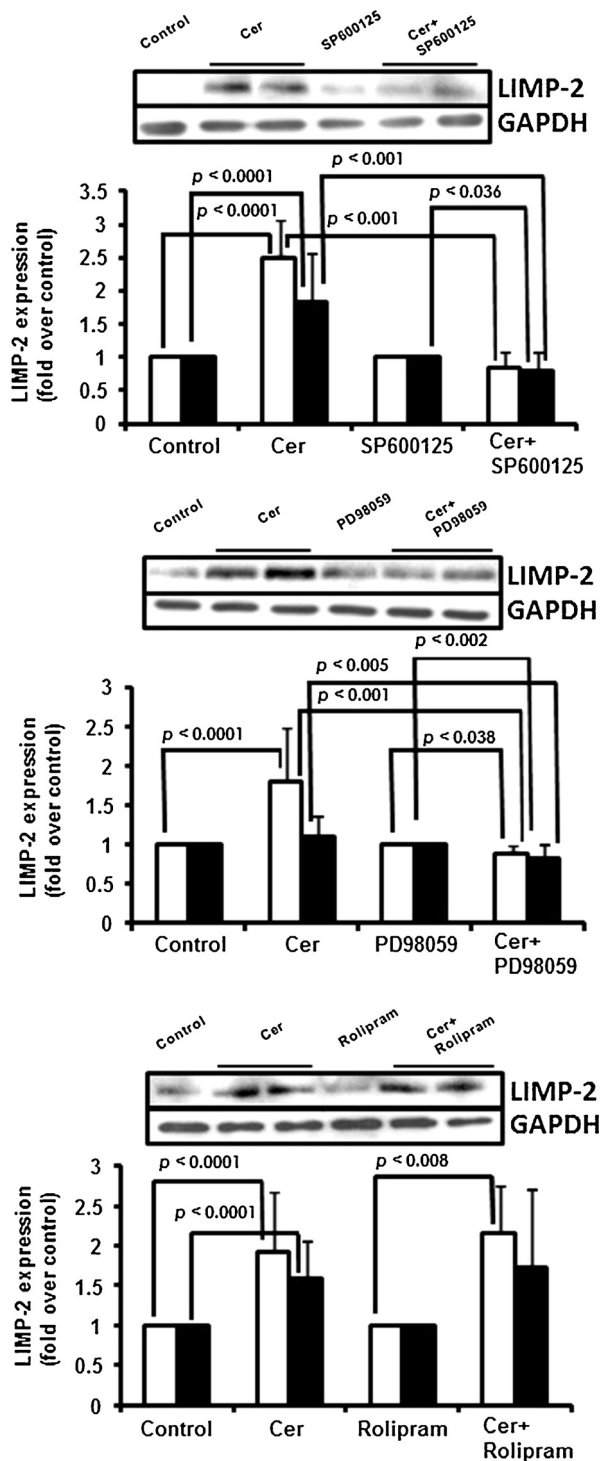 Control Cer SP600125 Cer+
SP600125
LIMP-2
GAPDH
p < 0.0001 p < 0.001
p < 0.0001 p < 0.001 p < 0.036
LIMP-2 expression
(fold over control)
3.5
3
2.5
2
1.5
1
0.5
0
Control Cer SP600125 Cer+
SP600125
Control Cer PD98059 Cer+
PD98059
LIMP-2
GAPDH
p < 0.002
p < 0.005
p < 0.001
p < 0.0001 p < 0.038
LIMP-2 expression
(fold over control)
3
2.5
2
1.5
1
0.5
0
Control Cer PD98059 Cer+
PD98059
Control Cer Rolipram Cer+
Rolipram
LIMP-2
GAPDH
p < 0.0001 p < 0.008
p < 0.0001
LIMP-2 expression
(fold over control)
3
2.5
2
1.5
1
0.5
0
Control Cer Rolipram Cer+
Rolipram